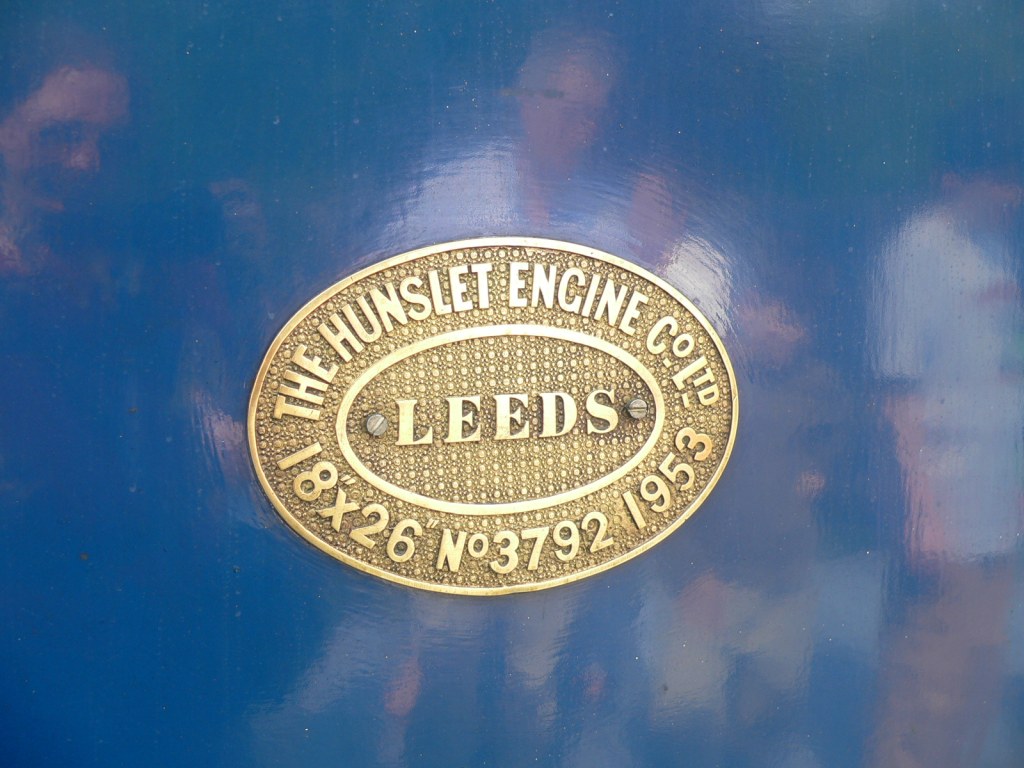 THE HUNSLET ENGINE Co LTD
LEEDS
18"x26" No 3792 1953